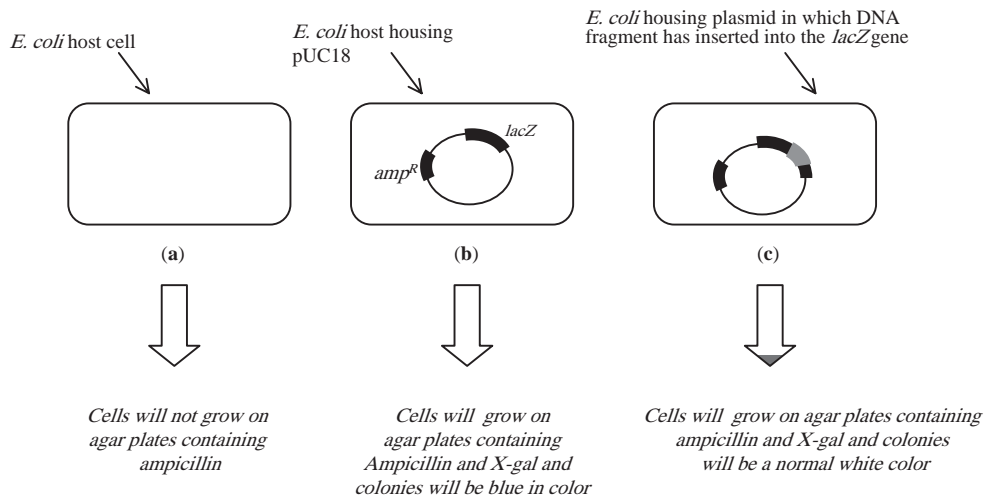 E. coli host cell
E. coli host housing
pUC18
E. coli housing plasmid in which DNA
fragment has inserted into the lacZ gene
lacZ
ampR
(a)
(b)
(c)
Cells will not grow on
agar plates containing
ampicillin
Cells will grow on
agar plates containing
Ampicillin and X-gal and
colonies will be blue in color
Cells will grow on agar plates containing
ampicillin and X-gal and colonies
will be a normal white color